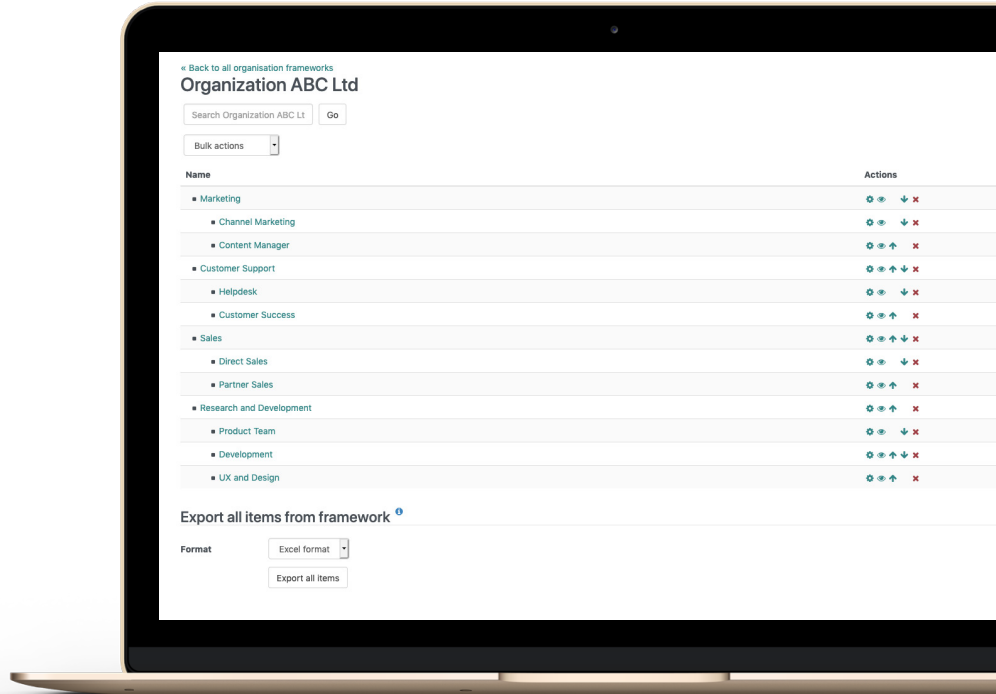 « Back to all organisation frameworks
Organization ABC Ltd
Search Organization ABC Lt Go
Bulk actions
Name Actions
Marketing
Channel Marketing
Content Manager
Customer Support
Helpdesk
Customer Success
Sales
Direct Sales
Partner Sales
Research and Development
Product Team
Development
UX and Design
Export all items from framework
Format Excel format
Export all items